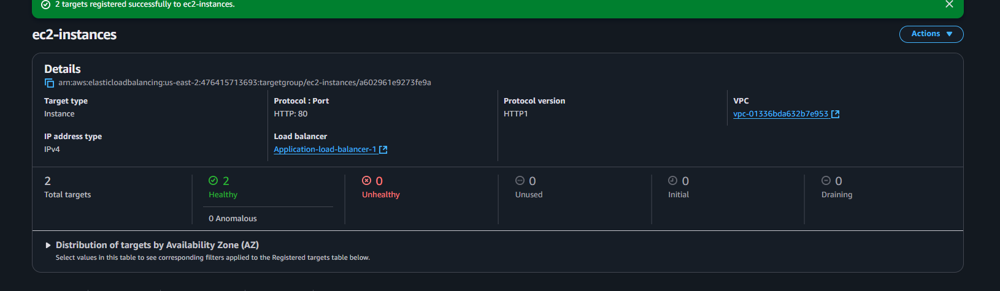 2 targets registered successfully to ec2-instances.
ec2-instances
Actions
Details
arn:aws:elasticloadbalancing:us-east-2:476415713693:targetgroup/ec2-instances/a602961e9273fe9a
Target type
Instance
Protocol : Port
HTTP: 80
Protocol version
HTTP1
VPC
vpc-01336bda632b7e953
IP address type
IPv4
Load balancer
Application-load-balancer-1
2
Total targets
2
Healthy
0 Anomalous
0
Unhealthy
0
Unused
0
Initial
0
Draining
Distribution of targets by Availability Zone (AZ)
Select values in this table to see corresponding filters applied to the Registered targets table below.